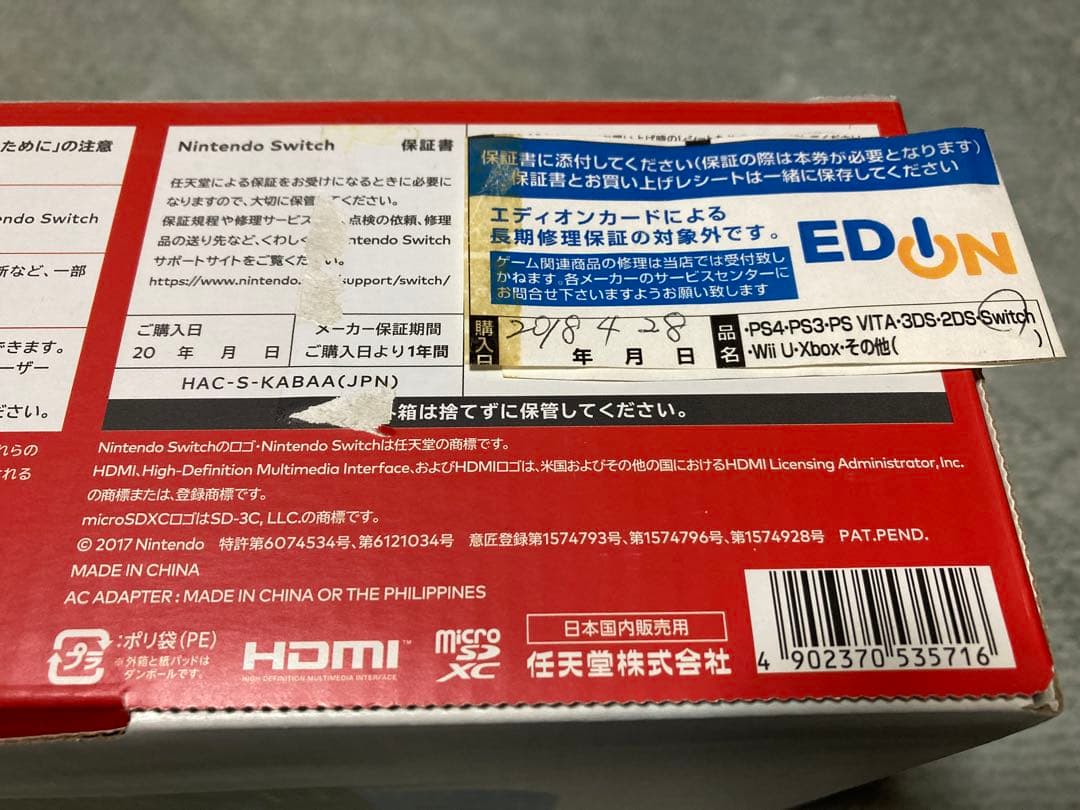 ために」の注意
ndo Switch
新など、一部
できます。
ーザー
ださい。
れらの
れる
Nintendo Switch 保証書
任天堂による保証をお受けになるときに必要に
なりますので、大切に保管 てください。
保証規程や修理サービス 、点検の依頼、修理
品の送り先など、くわしく ntendo Switch
サポートサイトをご覧くだ い。
https://www.nintendo. /support/switch/
ご購入日
20 年 月 日
メーカー保証期間
ご購入日より1年間
HAC-S-KABAA(JPN)
箱は捨てずに保管してください。
保証書に添付してください(保証の際は本券が必要となります)
保証書とお買い上げレシートは一緒に保存してください
エディオンカードによる
長期修理保証の対象外です。
ゲーム関連商品の修理は当店では受付致し
かねます。各メーカーのサービスセンターに
お問合せ下さいますようお願い致します
EDION
購入日 2018年 4月 28日
品名 ・PS4・PS3・PS VITA・3DS・2DS・Switch
・Wii U・Xbox・その他( )
Nintendo Switchのロゴ・Nintendo Switchは任天堂の商標です。
HDMI、High-Definition Multimedia Interface、およびHDMIロゴは、米国およびその他の国におけるHDMI Licensing Administrator, Inc.
の商標または、登録商標です。
microSDXCロゴはSD-3C, LLC.の商標です。
© 2017 Nintendo 特許第6074534号、第6121034号 意匠登録第1574793号、第1574796号、第1574928号 PAT.PEND.
MADE IN CHINA
AC ADAPTER : MADE IN CHINA OR THE PHILIPPINES
プラ :ポリ袋(PE)
※外箱と紙パッドは
ダンボールです。
HDMI™
HIGH-DEFINITION MULTIMEDIA INTERFACE
micro SD XC
日本国内販売用
任天堂株式会社
4 902370 535716